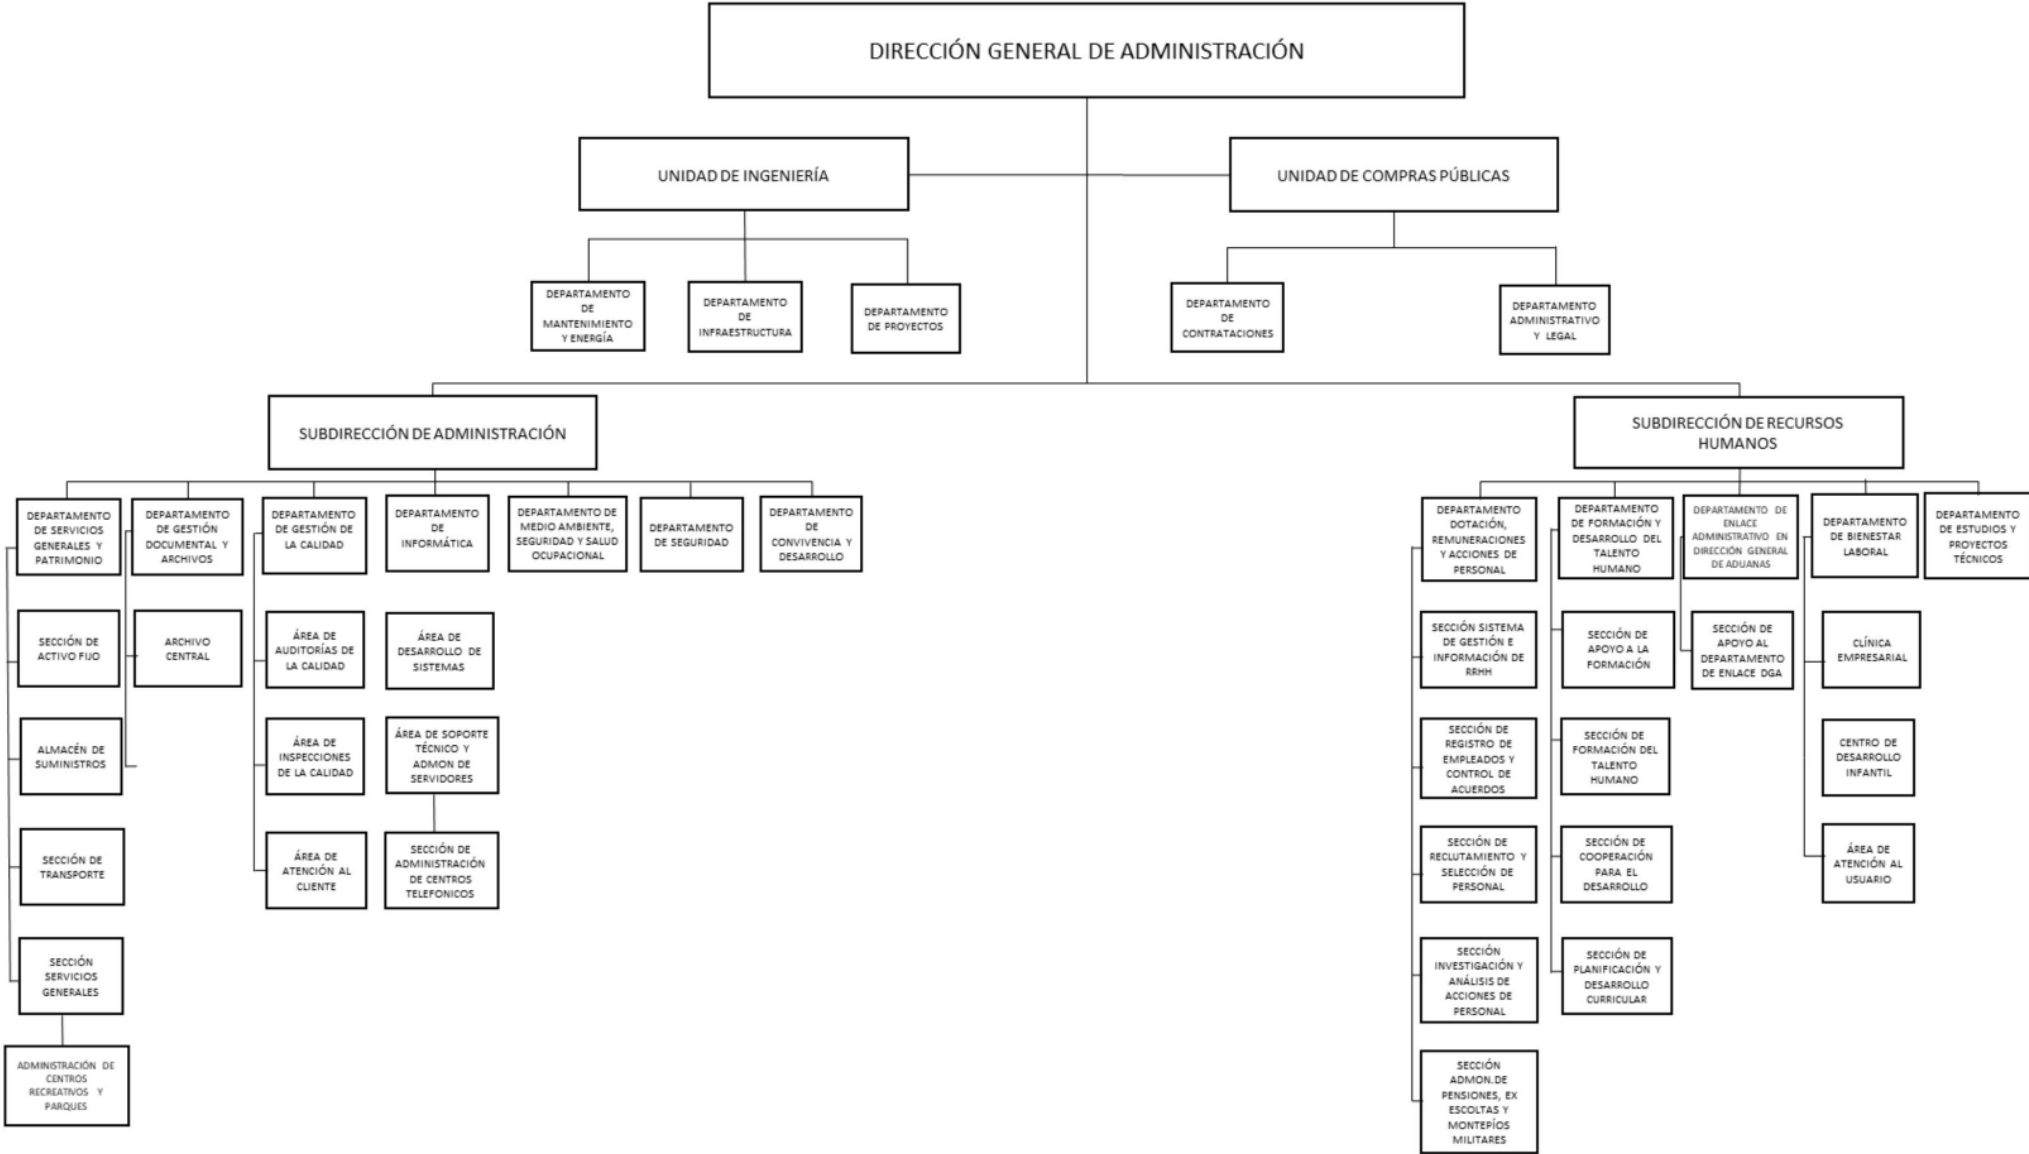 DIRECCIÓN GENERAL DE ADMINISTRACIÓN
UNIDAD DE INGENIERÍA
UNIDAD DE COMPRAS PÚBLICAS
DEPARTAMENTO
DE
MANTENIMIENTO
Y ENERGÍA
DEPARTAMENTO
DE
INFRAESTRUCTURA
DEPARTAMENTO
DE PROYECTOS
DEPARTAMENTO
DE
CONTRATACIONES
DEPARTAMENTO
ADMINISTRATIVO
Y LEGAL
SUBDIRECCIÓN DE ADMINISTRACIÓN
SUBDIRECCIÓN DE RECURSOS
HUMANOS
DEPARTAMENTO
DE SERVICIOS
GENERALES Y
PATRIMONIO
DEPARTAMENTO
DE GESTIÓN
DOCUMENTAL Y
ARCHIVOS
DEPARTAMENTO
DE GESTIÓN DE
LA CALIDAD
DEPARTAMENTO
DE
INFORMÁTICA
DEPARTAMENTO DE
MEDIO AMBIENTE,
SEGURIDAD Y SALUD
OCUPACIONAL
DEPARTAMENTO
DE SEGURIDAD
DEPARTAMENTO
DE
CONVIVENCIA Y
DESARROLLO
DEPARTAMENTO
DOTACIÓN,
REMUNERACIONES
Y ACCIONES DE
PERSONAL
DEPARTAMENTO
DE FORMACIÓN Y
DESARROLLO DEL
TALENTO
HUMANO
DEPARTAMENTO DE
ENLACE
ADMINISTRATIVO EN
DIRECCIÓN GENERAL
DE ADUANAS
DEPARTAMENTO
DE BIENESTAR
LABORAL
DEPARTAMENTO
DE ESTUDIOS Y
PROYECTOS
TÉCNICOS
SECCIÓN DE
ACTIVO FIJO
ARCHIVO
CENTRAL
ÁREA DE
AUDITORÍAS DE
LA CALIDAD
ÁREA DE
DESARROLLO DE
SISTEMAS
SECCIÓN SISTEMA
DE GESTIÓN E
INFORMACIÓN DE
RRHH
SECCIÓN DE
APOYO A LA
FORMACIÓN
SECCIÓN DE
APOYO AL
DEPARTAMENTO
DE ENLACE DGA
CLÍNICA
EMPRESARIAL
ALMACÉN DE
SUMINISTROS
ÁREA DE
INSPECCIONES
DE LA CALIDAD
ÁREA DE SOPORTE
TÉCNICO Y
ADMON DE
SERVIDORES
SECCIÓN DE
REGISTRO DE
EMPLEADOS Y
CONTROL DE
ACUERDOS
SECCIÓN DE
FORMACIÓN DEL
TALENTO
HUMANO
CENTRO DE
DESARROLLO
INFANTIL
SECCIÓN DE
TRANSPORTE
ÁREA DE
ATENCIÓN AL
CLIENTE
SECCIÓN DE
ADMINISTRACIÓN
DE CENTROS
TELEFONICOS
SECCIÓN DE
RECLUTAMIENTO Y
SELECCIÓN DE
PERSONAL
SECCIÓN DE
COOPERACIÓN
PARA EL
DESARROLLO
ÁREA DE
ATENCIÓN AL
USUARIO
SECCIÓN
SERVICIOS
GENERALES
SECCIÓN
INVESTIGACIÓN Y
ANÁLISIS DE
ACCIONES DE
PERSONAL
SECCIÓN DE
PLANIFICACIÓN Y
DESARROLLO
CURRICULAR
ADMINISTRACIÓN DE
CENTROS
RECREATIVOS Y
PARQUES
SECCIÓN
ADMON.DE
PENSIONES, EX
ESCOLTAS Y
MONTEPÍOS
MILITARES